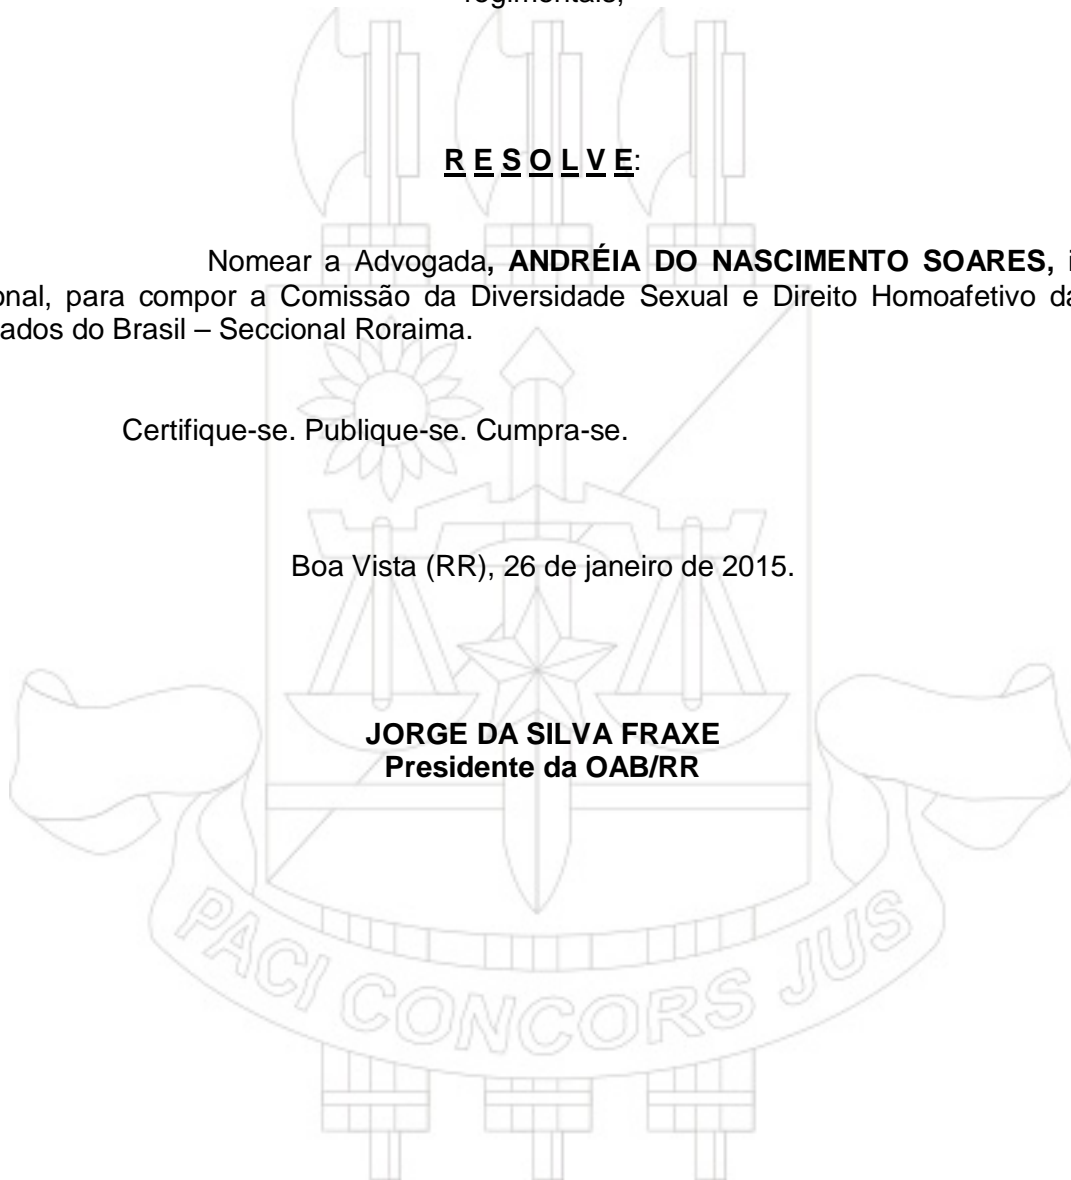 regimentais,
R E S O L V E:
Nomear a Advogada, ANDRÉIA DO NASCIMENTO SOARES, i
onal, para compor a Comissão da Diversidade Sexual e Direito Homoafetivo da
ados do Brasil – Seccional Roraima.
Certifique-se. Publique-se. Cumpra-se.
Boa Vista (RR), 26 de janeiro de 2015.
JORGE DA SILVA FRAXE
Presidente da OAB/RR
PACI CONCORS JUS